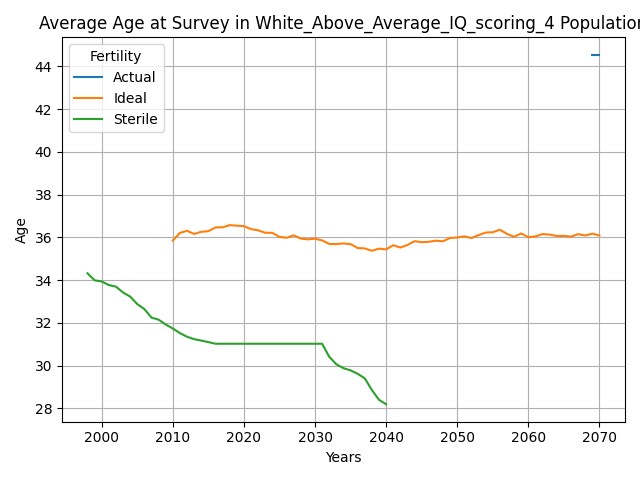 Average Age at Survey in White_Above_Average_IQ_scoring_4 Population
Fertility
Actual
Ideal
Sterile
44
42
40
38
36
34
32
30
28
Age
2000 2010 2020 2030 2040 2050 2060 2070
Years